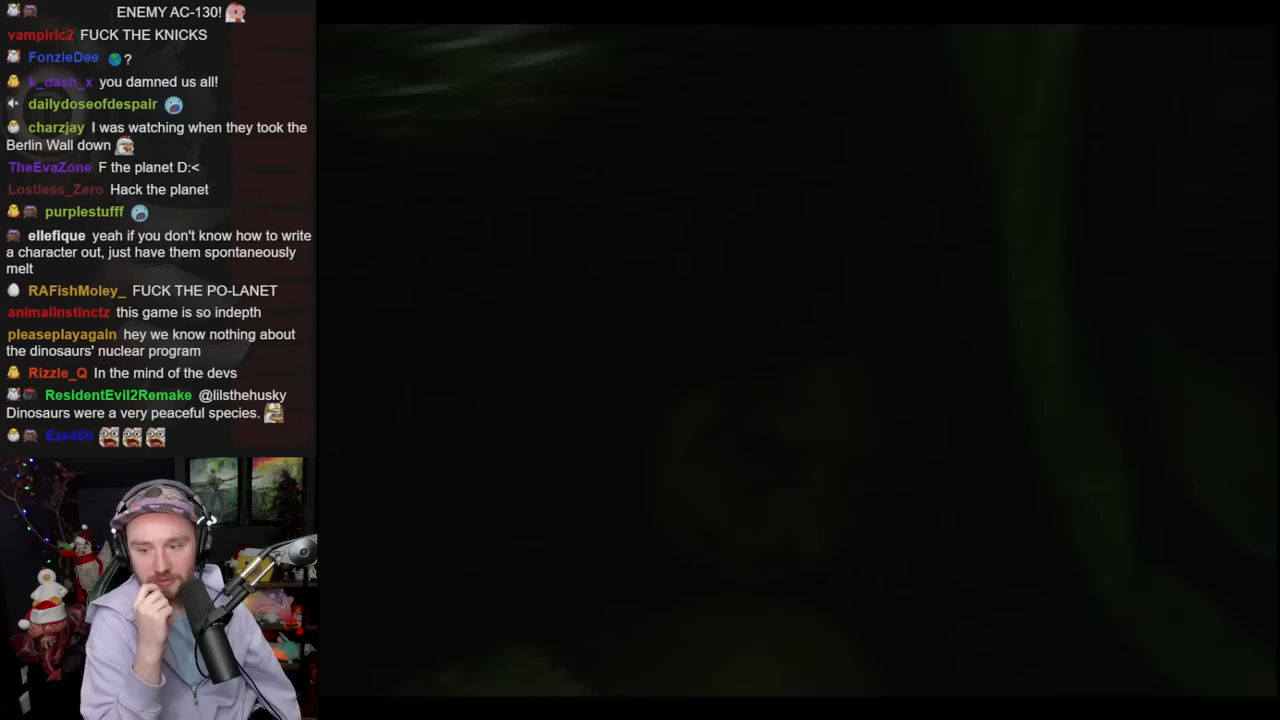 ENEMY AC-130!
vampirlc2 FUCK THE KNICKS
FonzieDee ?
k_dash_x you damned us all!
dailydoseofdespair
charzjay I was watching when they took the
Berlin Wall down
TheEvaZone F the planet D:<
Lostless_Zero Hack the planet
purplestufff
ellefique yeah if you don't know how to write
a character out, just have them spontaneously
melt
RAFishMoley_ FUCK THE PO-LANET
animalinstinctz this game is so indepth
pleaseplayagain hey we know nothing about
the dinosaurs' nuclear program
Rizzle_Q In the mind of the devs
ResidentEvil2Remake @lilsthehusky
Dinosaurs were a very peaceful species.
Eze460